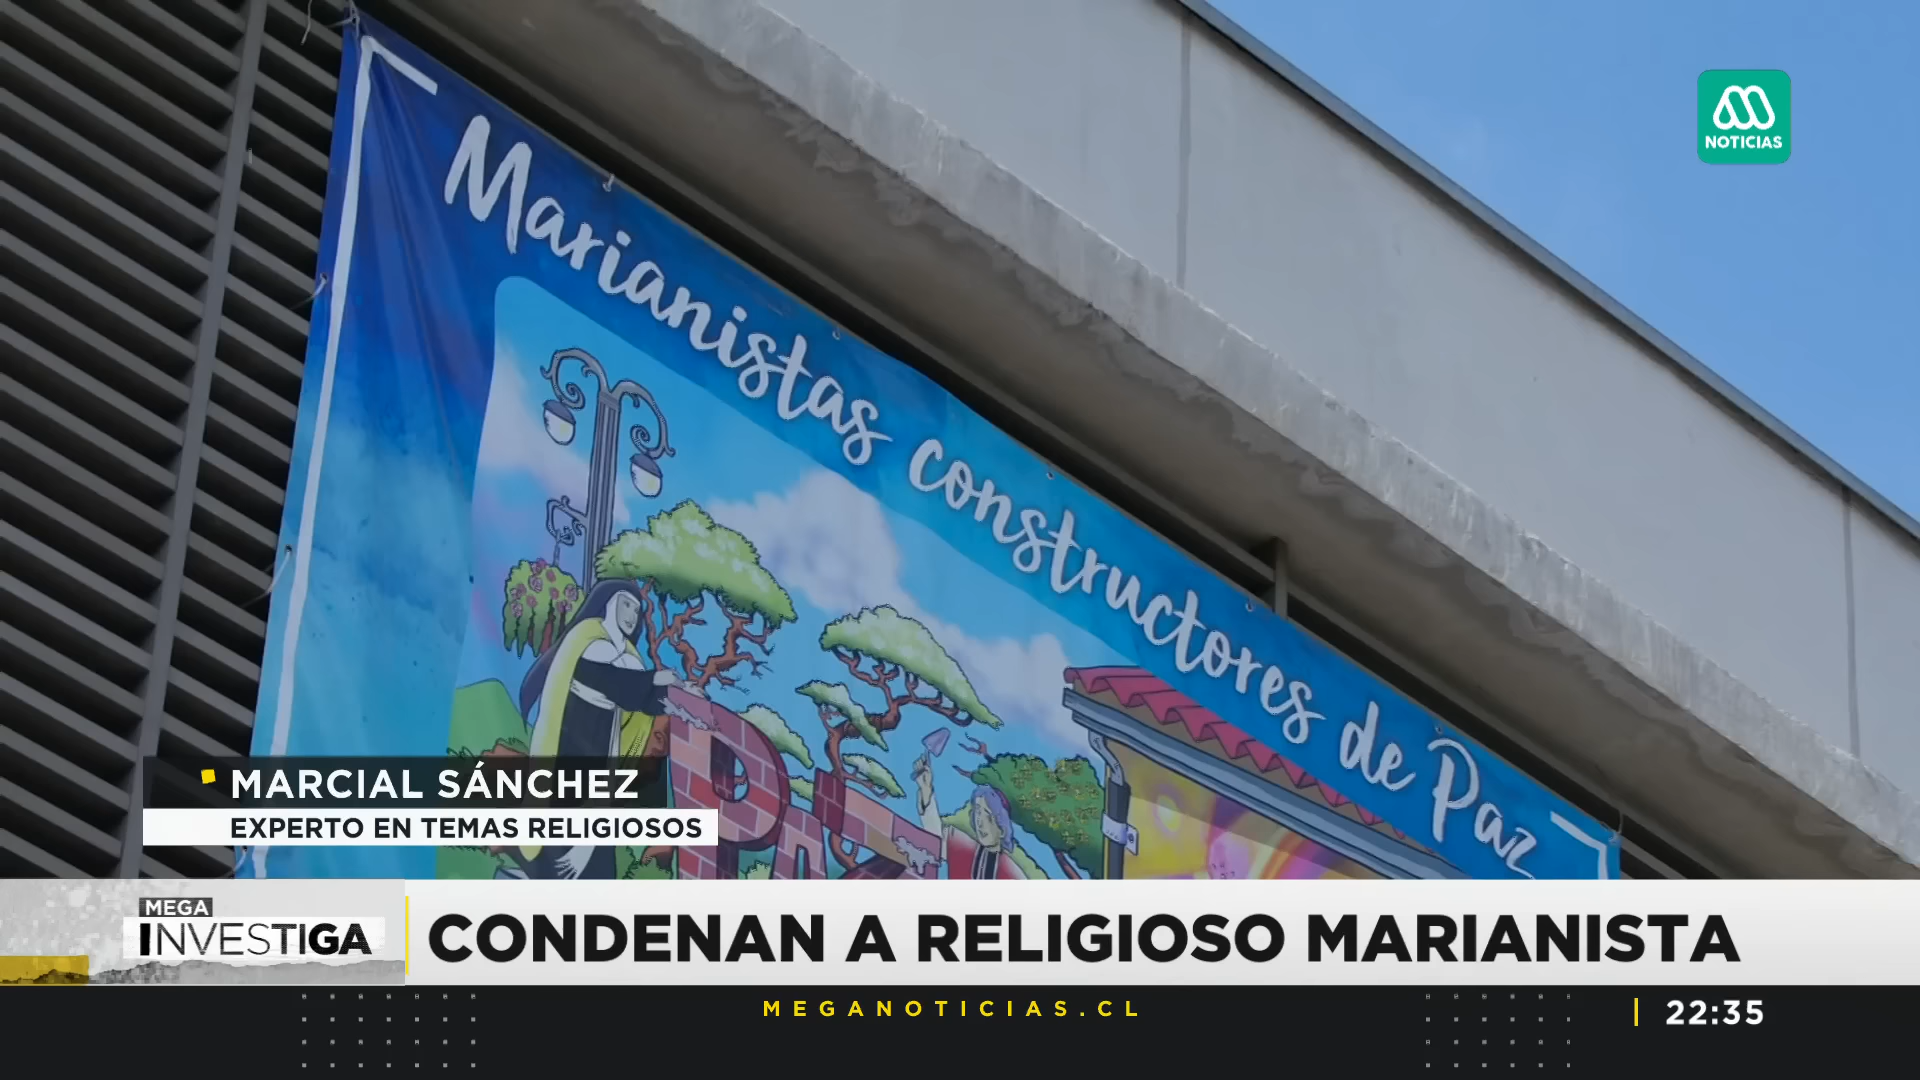 NOTICIAS
Marianistas constructores de Paz
PAZ
MARCIAL SÁNCHEZ
EXPERTO EN TEMAS RELIGIOSOS
MEGA
INVESTIGA
CONDENAN A RELIGIOSO MARIANISTA
MEGANOTICIAS.CL
22:35